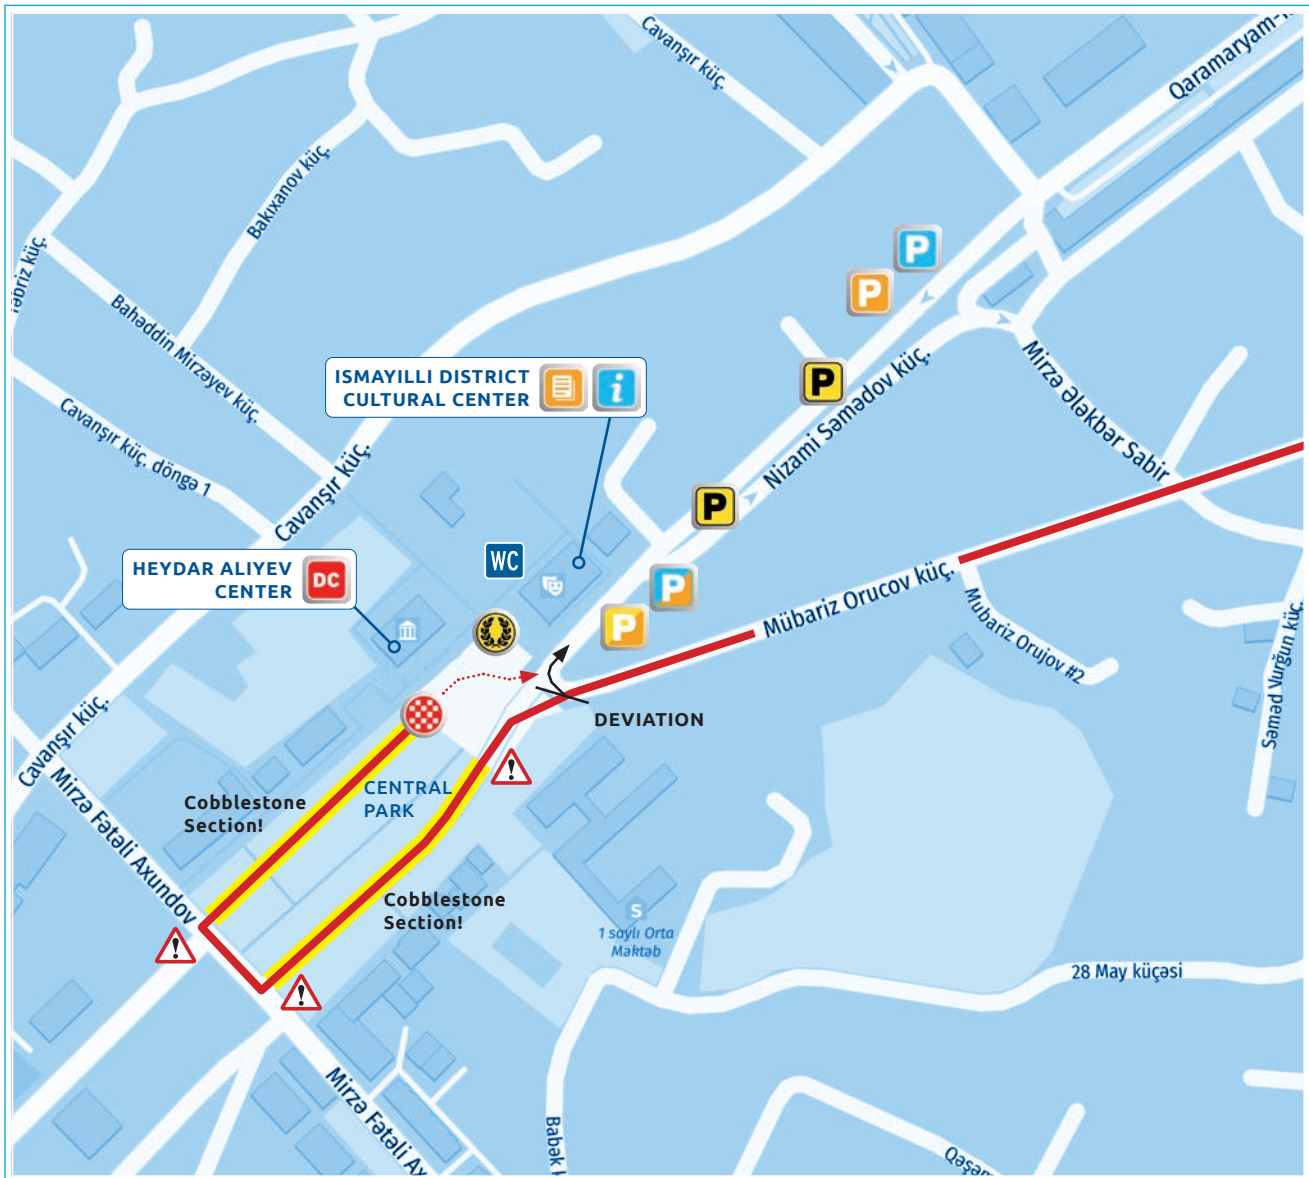 Cavanşır küç.
Qaramaryam-
Bakıxanov küç.
Bahəddin Mirzəyev küç.
Cavanşır küç. döngə 1
Cavanşır küç.
P
P
P
P
P
P
ISMAYILLI DISTRICT
CULTURAL CENTER
i
Nizami Səmədov küç.
Mirzə Ələkbər Sabir
WC
HEYDAR ALIYEV
CENTER
DC
Mübariz Orucov küç.
Mubariz Orujov #2
Səməd Vurğun küç.
DEVIATION
Cavanşır küç.
Mirzə Fətəli Axundov
CENTRAL
PARK
!
Cobblestone
Section!
Cobblestone
Section!
S
1 saylı Orta
Məktəb
!
!
28 May küçəsi
Mirzə Fətəli Ax
Babək k
Qəşəm